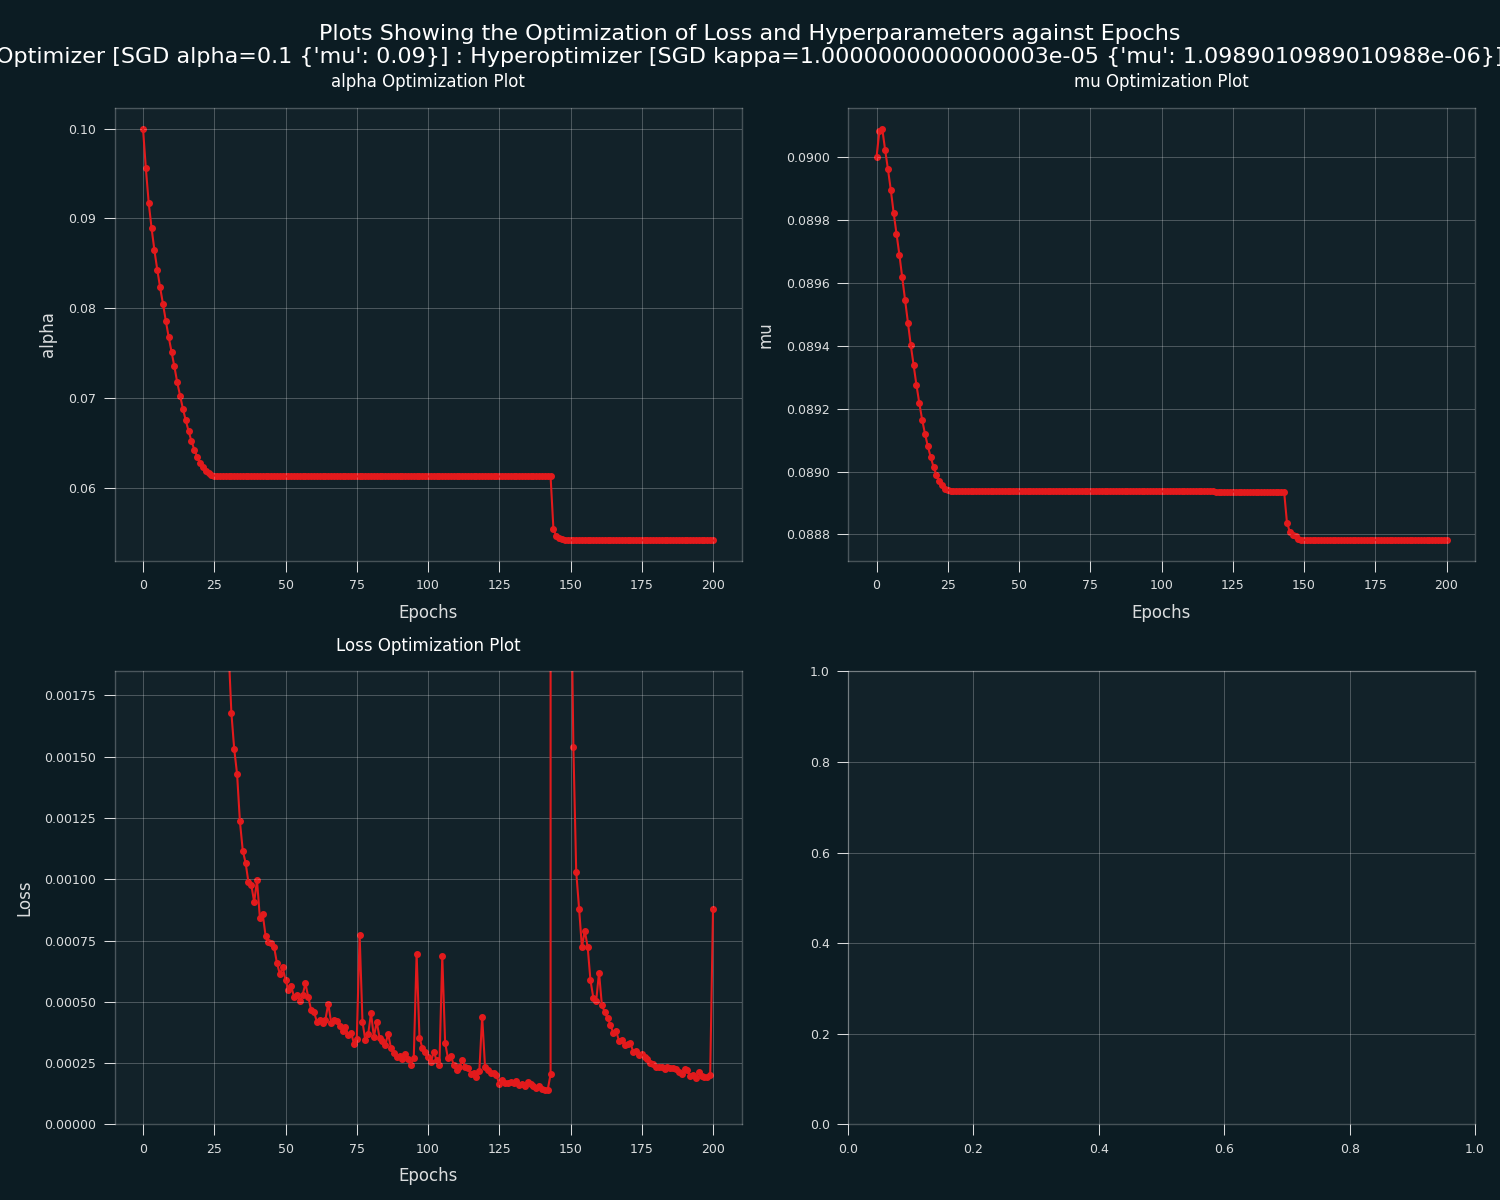 Plots Showing the Optimization of Loss and Hyperparameters against Epochs
Optimizer [SGD alpha=0.1 {'mu': 0.09}] : Hyperoptimizer [SGD kappa=1.0000000000000003e-05 {'mu': 1.0989010989010988e-06}]
alpha Optimization Plot
0.10
0.09
0.08
0.07
0.06
alpha
0 25 50 75 100 125 150 175 200
Epochs
mu Optimization Plot
0.0900
0.0898
0.0896
0.0894
0.0892
0.0890
0.0888
mu
0 25 50 75 100 125 150 175 200
Epochs
Loss Optimization Plot
0.00175
0.00150
0.00125
0.00100
0.00075
0.00050
0.00025
0.00000
Loss
0 25 50 75 100 125 150 175 200
Epochs
1.0
0.8
0.6
0.4
0.2
0.0
0.0 0.2 0.4 0.6 0.8 1.0